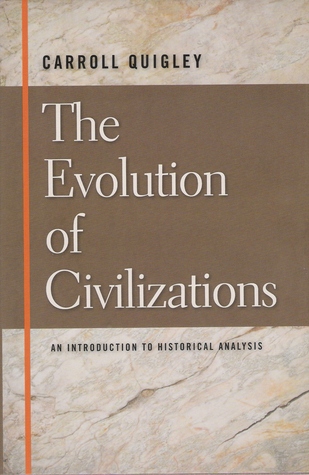 CARROLL QUIGLEY
The
Evolution
of
Civilizations
AN INTRODUCTION TO HISTORICAL ANALYSIS